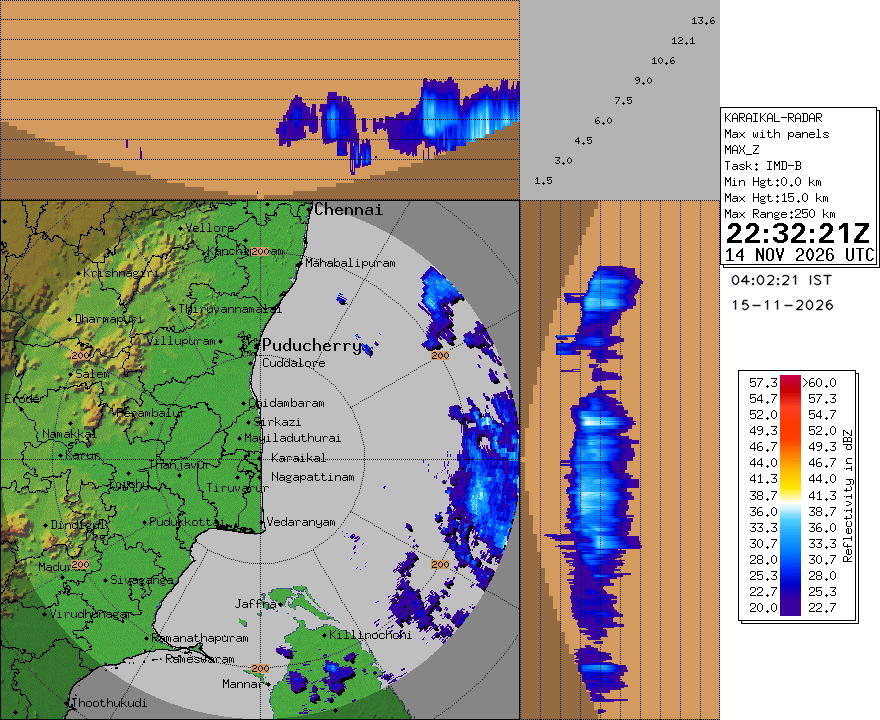 13.6
12.1
10.6
9.0
7.5
6.0
4.5
3.0
1.5
KARAIKAL-RADAR
Max with panels
MAX_Z
Task: IMD-B
Min Hgt:0.0 km
Max Hgt:15.0 km
Max Range:250 km
22:32:21Z
14 NOV 2026 UTC
04:02:21 IST
15-11-2026
Chennai
Vellore
200
Mahabalipuram
Krishnagiri
Thiruvannamalai
Dharmapuri
Villupuram
Puducherry
200
200
Cuddalore
Salem
Erode
Chidambaram
Perambalur
Sirkazi
Namakkal
Mayiladuthurai
Karur
Karaikal
Thanjavur
Nagapattinam
Tiruvarur
Dindigul
Pudukkottai
Vedaranyam
200
200
Madur
Sivaganga
Jaffna
Virudhunagar
Ramanathapuram
Killinochchi
Rameswaram
200
Mannar
Thoothukudi
57.3 >60.0
54.7 57.3
52.0 54.7
49.3 52.0
46.7 49.3
44.0 46.7
41.3 44.0
38.7 41.3
36.0 38.7
33.3 36.0
30.7 33.3
28.0 30.7
25.3 28.0
22.7 25.3
20.0 22.7
Reflectivity in dBZ